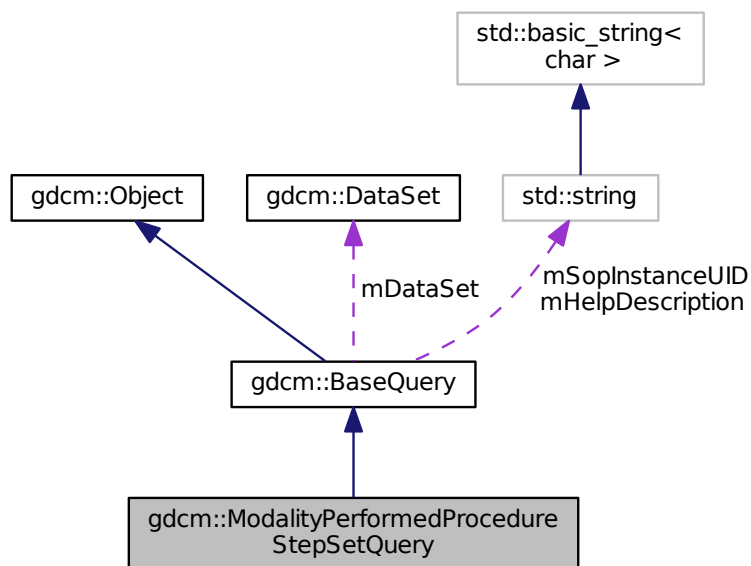 std::basic_string<
char >
gdcm::Object
gdcm::DataSet
std::string
mDataSet
mSopInstanceUID
mHelpDescription
gdcm::BaseQuery
gdcm::ModalityPerformedProcedure
StepSetQuery